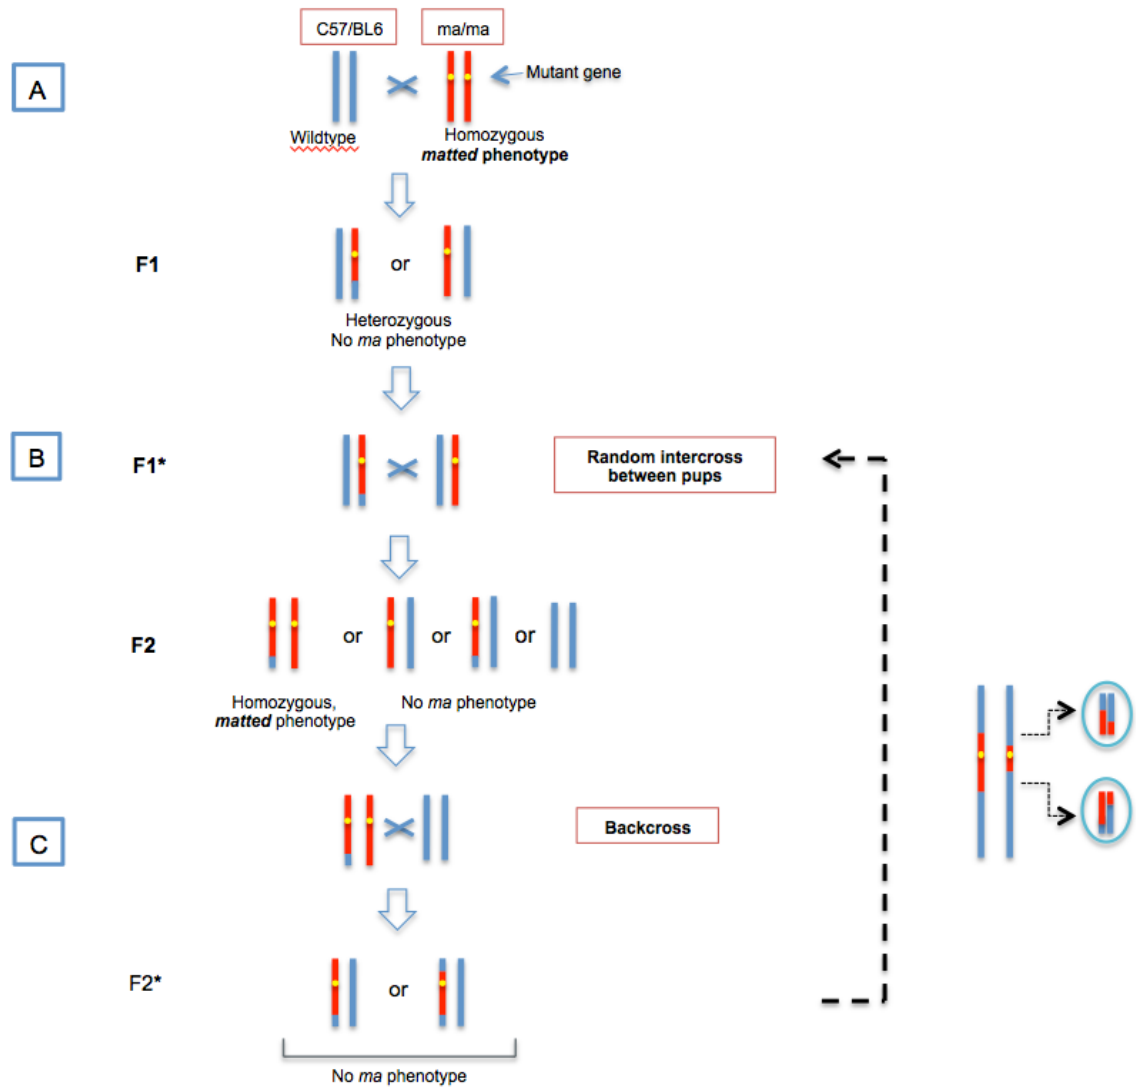 C57/BL6
ma/ma
A
Mutant gene
Wildtype
Homozygous
matted phenotype
F1
or
Heterozygous
No ma phenotype
B
F1*
Random intercross
between pups
F2
or
or
or
Homozygous,
matted phenotype
No ma phenotype
C
Backcross
F2*
or
No ma phenotype